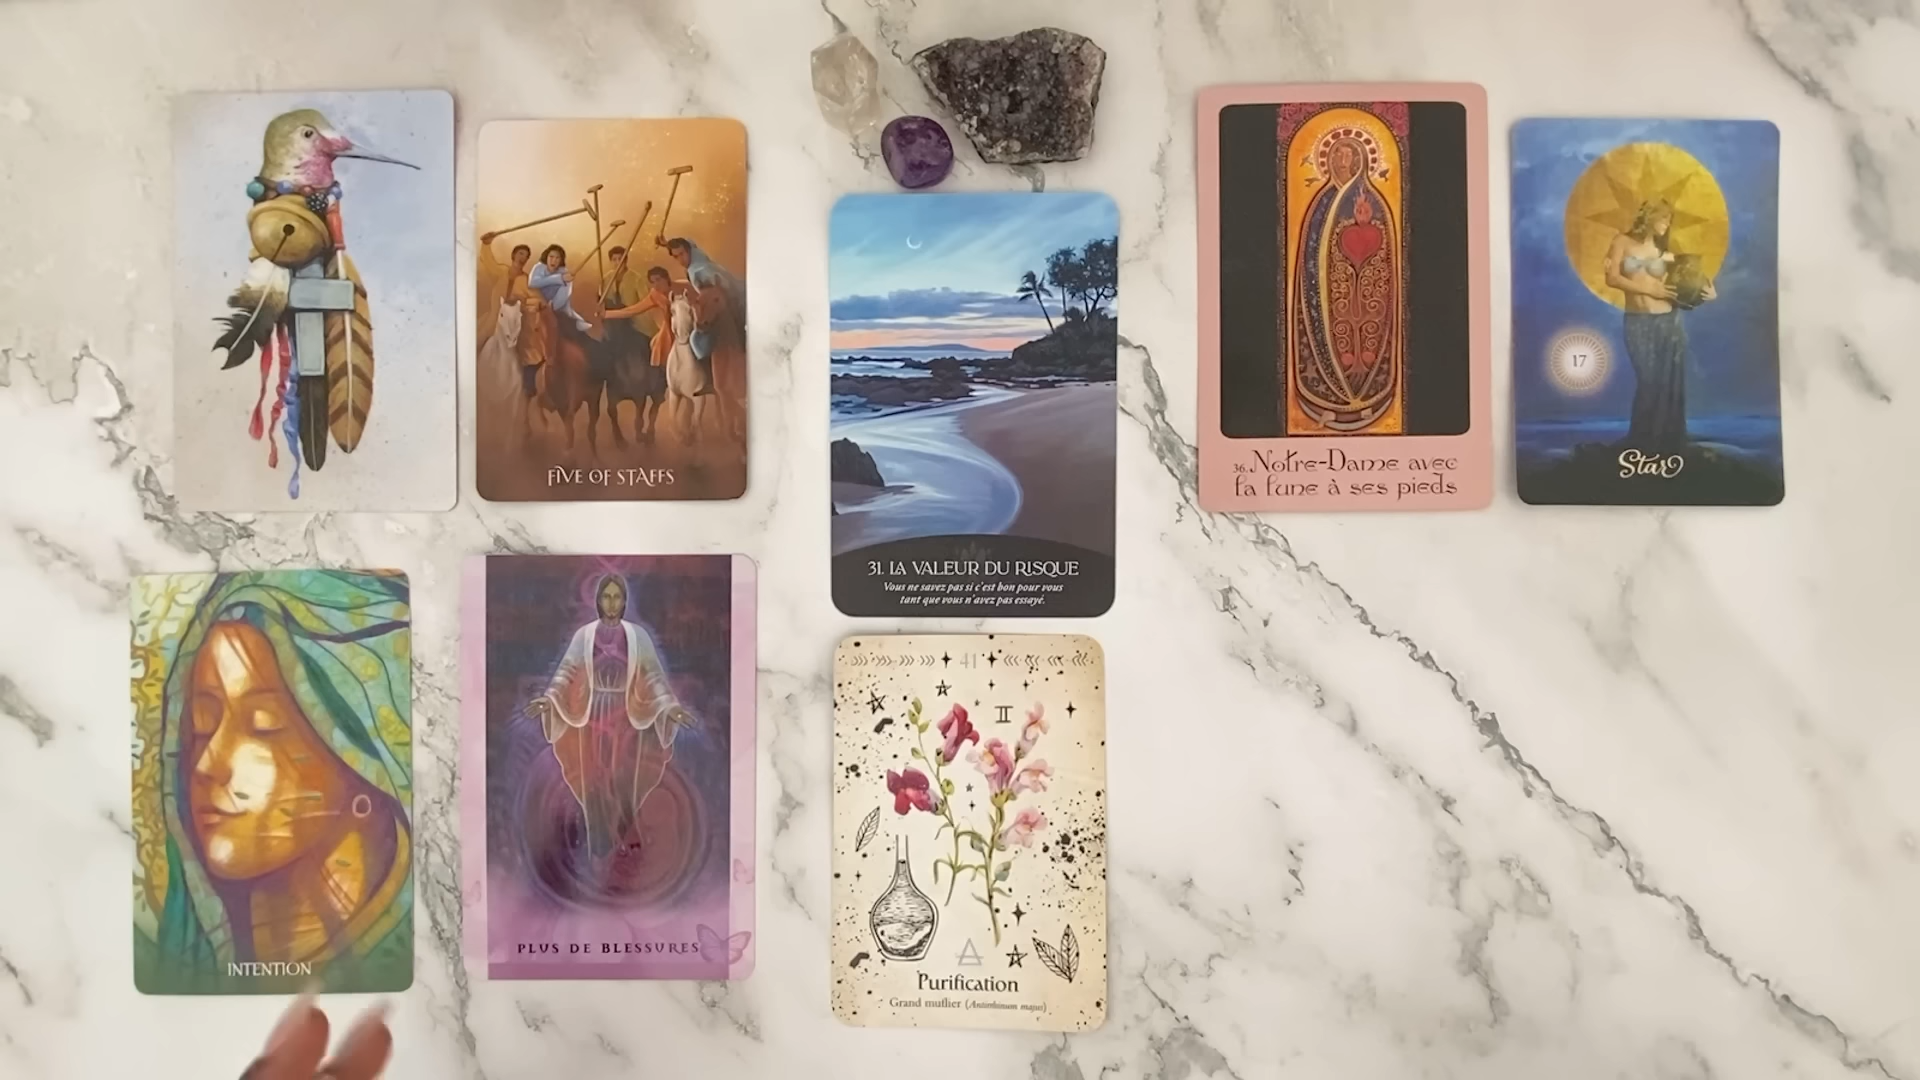 FIVE OF STAFFS
31. LA VALEUR DU RISQUE
Vous ne savez pas si c'est bon pour vous
tant que vous n'avez pas essayé.
36. Notre-Dame avec
la lune à ses pieds
17
Star
INTENTION
PLUS DE BLESSURES
41
II
Purification
Grand muflier (Antirrhinum majus)